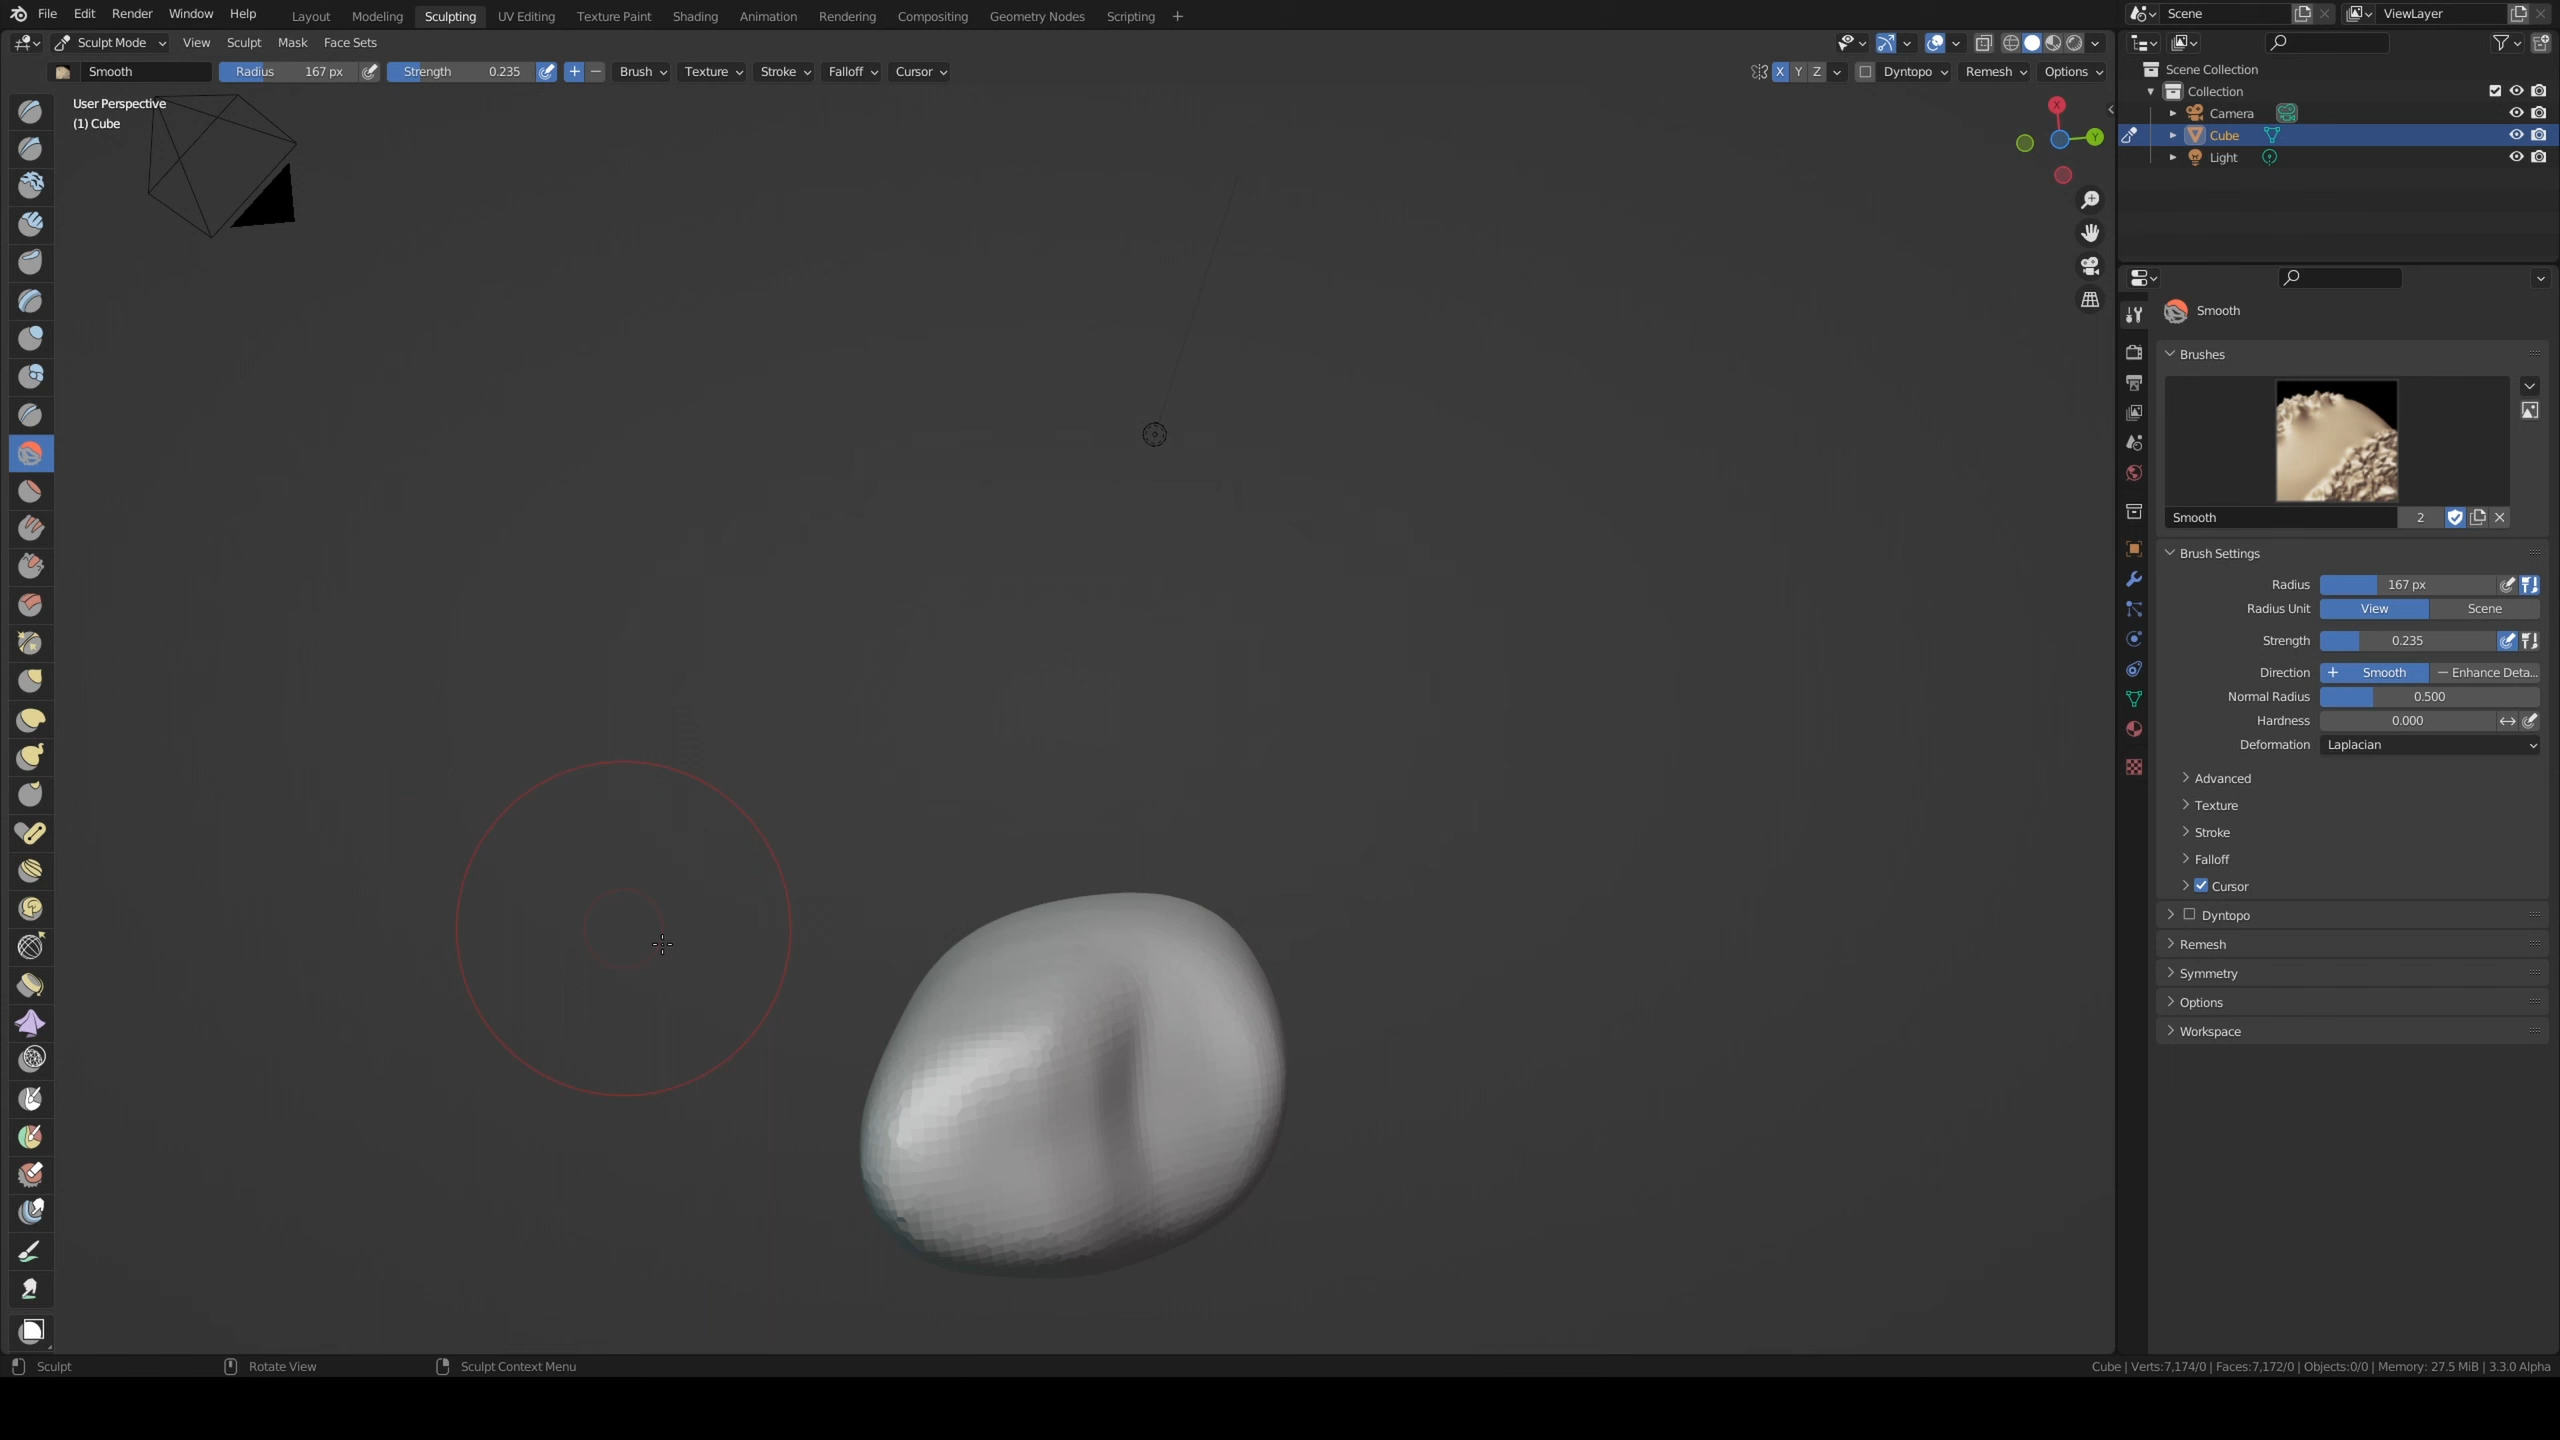 File Edit Render Window Help Layout Modeling Sculpting UV Editing Texture Paint Shading Animation Rendering Compositing Geometry Nodes Scripting +
Scene ViewLayer
Sculpt Mode View Sculpt Mask Face Sets
Smooth Radius 167 px Strength 0.235 + − Brush Texture Stroke Falloff Cursor X Y Z Dyntopo Remesh Options
User Perspective
(1) Cube
X
Y
Scene Collection
Collection
Camera
Cube
Light
Smooth
Brushes
Smooth 2
Brush Settings
Radius 167 px
Radius Unit View Scene
Strength 0.235
Direction + Smooth − Enhance Deta...
Normal Radius 0.500
Hardness 0.000
Deformation Laplacian
Advanced
Texture
Stroke
Falloff
Cursor
Dyntopo
Remesh
Symmetry
Options
Workspace
Sculpt Rotate View Sculpt Context Menu Cube | Verts:7,174/0 | Faces:7,172/0 | Objects:0/0 | Memory: 27.5 MiB | 3.3.0 Alpha